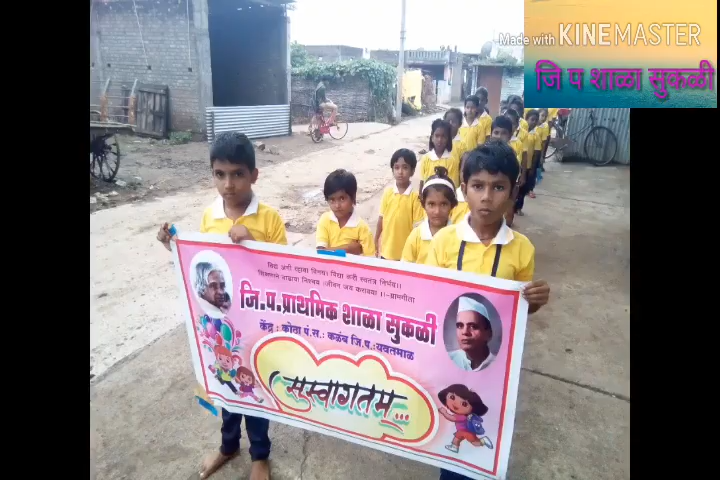 Made with KINEMASTER
जि प शाळा सुकळी
जि.प.प्राथमिक शाळा सुकळी
केंद्र : कोठा पं.स.: कळंब जि.प.:यवतमाळ
सुस्वागतम...